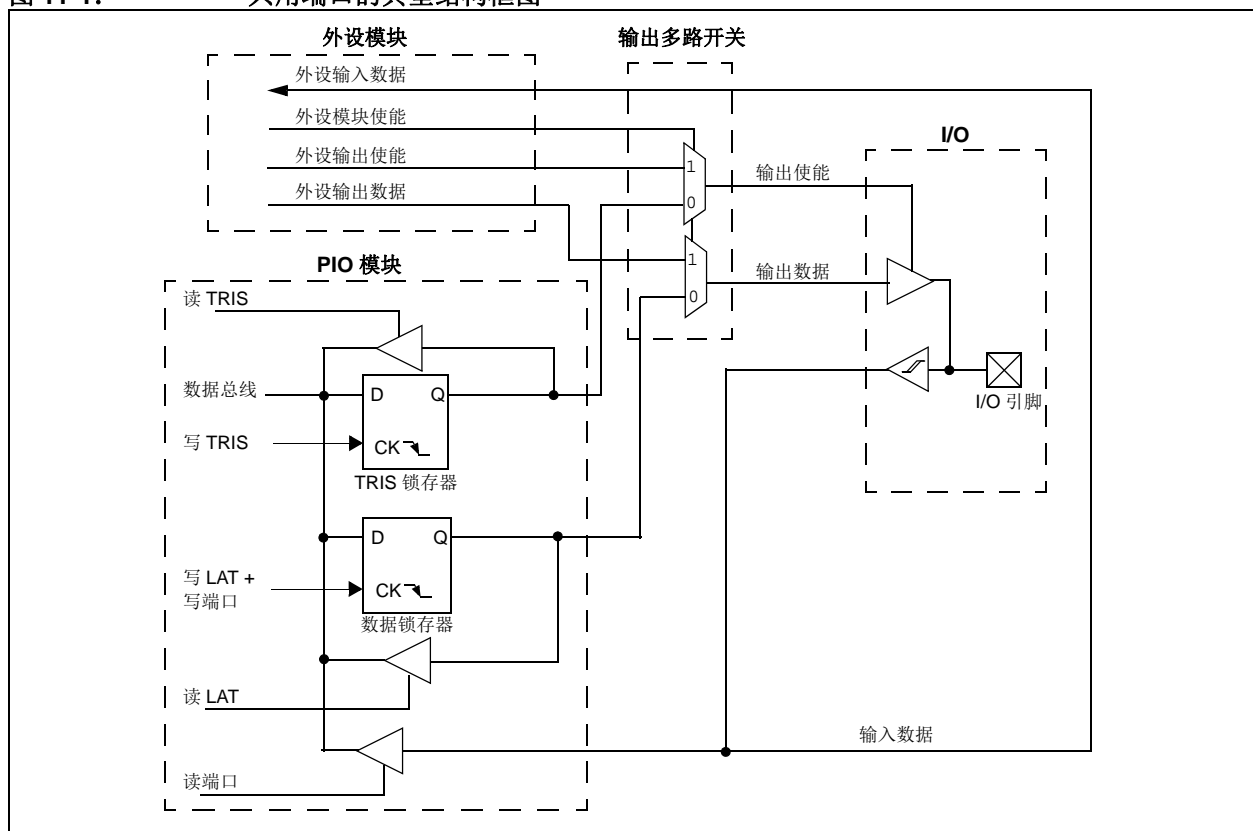 外设模块
输出多路开关
外设输入数据
外设模块使能
外设输出使能
外设输出数据
I/O
1
0
输出使能
1
0
输出数据
PIO 模块
读 TRIS
数据总线
D Q
CK
写 TRIS
TRIS 锁存器
I/O 引脚
D Q
写 LAT +
写端口
CK
数据锁存器
读 LAT
读端口
输入数据